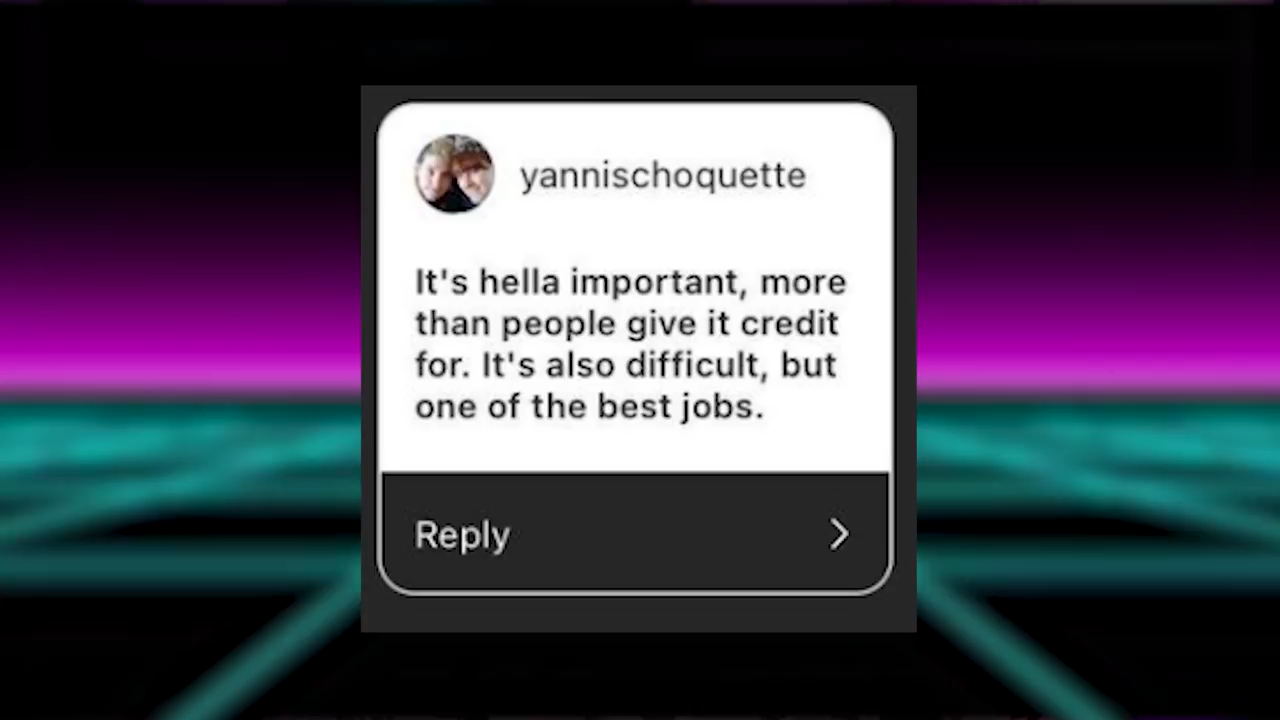 yannischoquette
It's hella important, more
than people give it credit
for. It's also difficult, but
one of the best jobs.
Reply